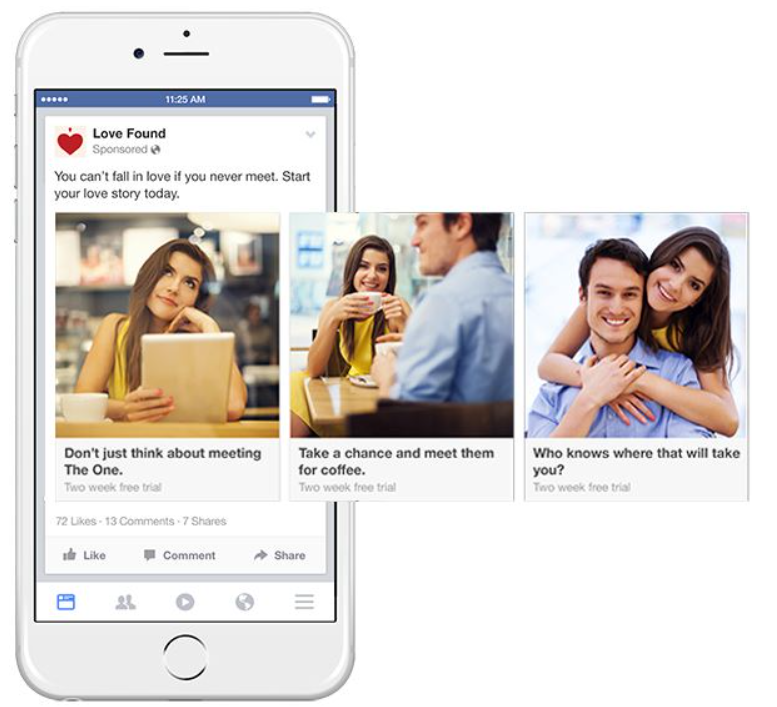 11:25 AM
Love Found
Sponsored
You can't fall in love if you never meet. Start
your love story today.
Don't just think about meeting
The One.
Two week free trial
Take a chance and meet them
for coffee.
Two week free trial
Who knows where that will take
you?
Two week free trial
72 Likes · 13 Comments · 7 Shares
Like
Comment
Share